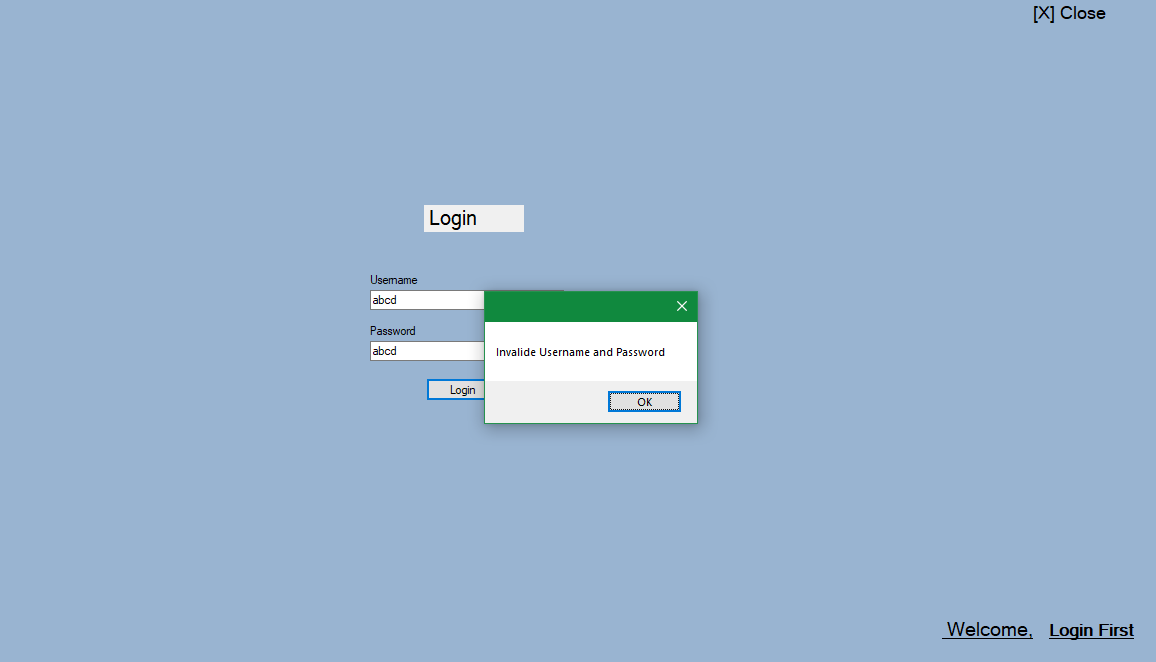 [X] Close
Login
Username
abcd
Password
abcd
Login
Invalide Username and Password
OK
Welcome, Login First